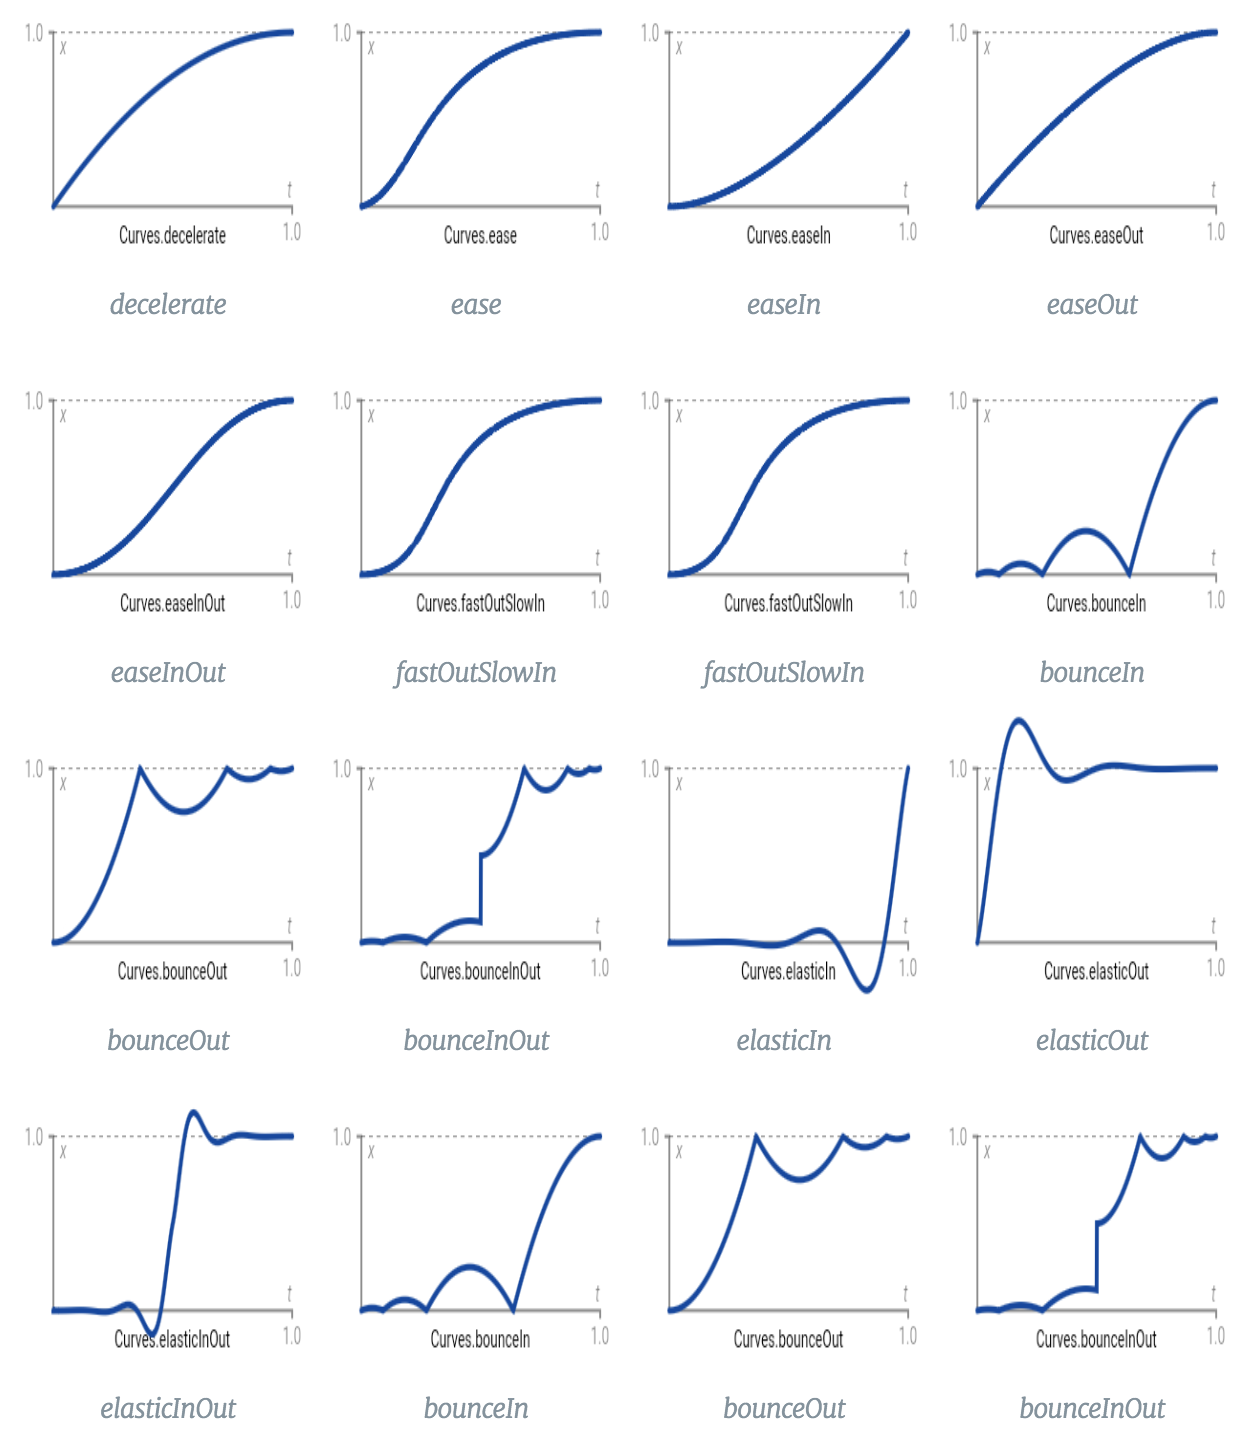 1.0 1.0 1.0 1.0
x x x x
t t t t
Curves.decelerate 1.0 Curves.ease 1.0 Curves.easeIn 1.0 Curves.easeOut 1.0
decelerate ease easeIn easeOut
1.0 1.0 1.0 1.0
x x x x
t t t t
Curves.easeInOut 1.0 Curves.fastOutSlowIn 1.0 Curves.fastOutSlowIn 1.0 Curves.bounceIn 1.0
easeInOut fastOutSlowIn fastOutSlowIn bounceIn
1.0 1.0 1.0 1.0
x x x x
t t t t
Curves.bounceOut 1.0 Curves.bounceInOut 1.0 Curves.elasticIn 1.0 Curves.elasticOut 1.0
bounceOut bounceInOut elasticIn elasticOut
1.0 1.0 1.0 1.0
x x x x
t t t t
Curves.elasticInOut 1.0 Curves.bounceIn 1.0 Curves.bounceOut 1.0 Curves.bounceInOut 1.0
elasticInOut bounceIn bounceOut bounceInOut